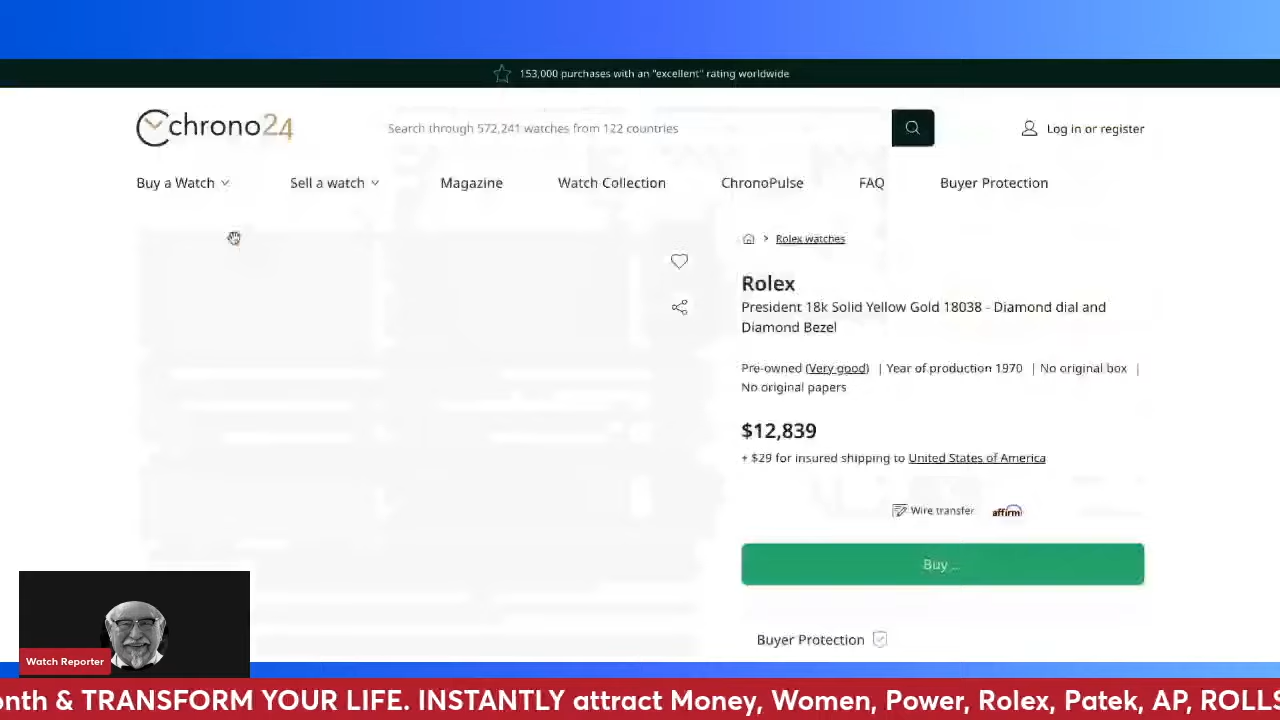 153,000 purchases with an "excellent" rating worldwide
chrono24
Search through 572,241 watches from 122 countries
Log in or register
Buy a Watch
Sell a watch
Magazine
Watch Collection
ChronoPulse
FAQ
Buyer Protection
Rolex watches
Rolex
President 18k Solid Yellow Gold 18038 - Diamond dial and
Diamond Bezel
Pre-owned (Very good) | Year of production 1970 | No original box |
No original papers
$12,839
+ $29 for insured shipping to United States of America
Wire transfer affirm
Buy ...
Buyer Protection
Watch Reporter
onth & TRANSFORM YOUR LIFE. INSTANTLY attract Money, Women, Power, Rolex, Patek, AP, ROLLS